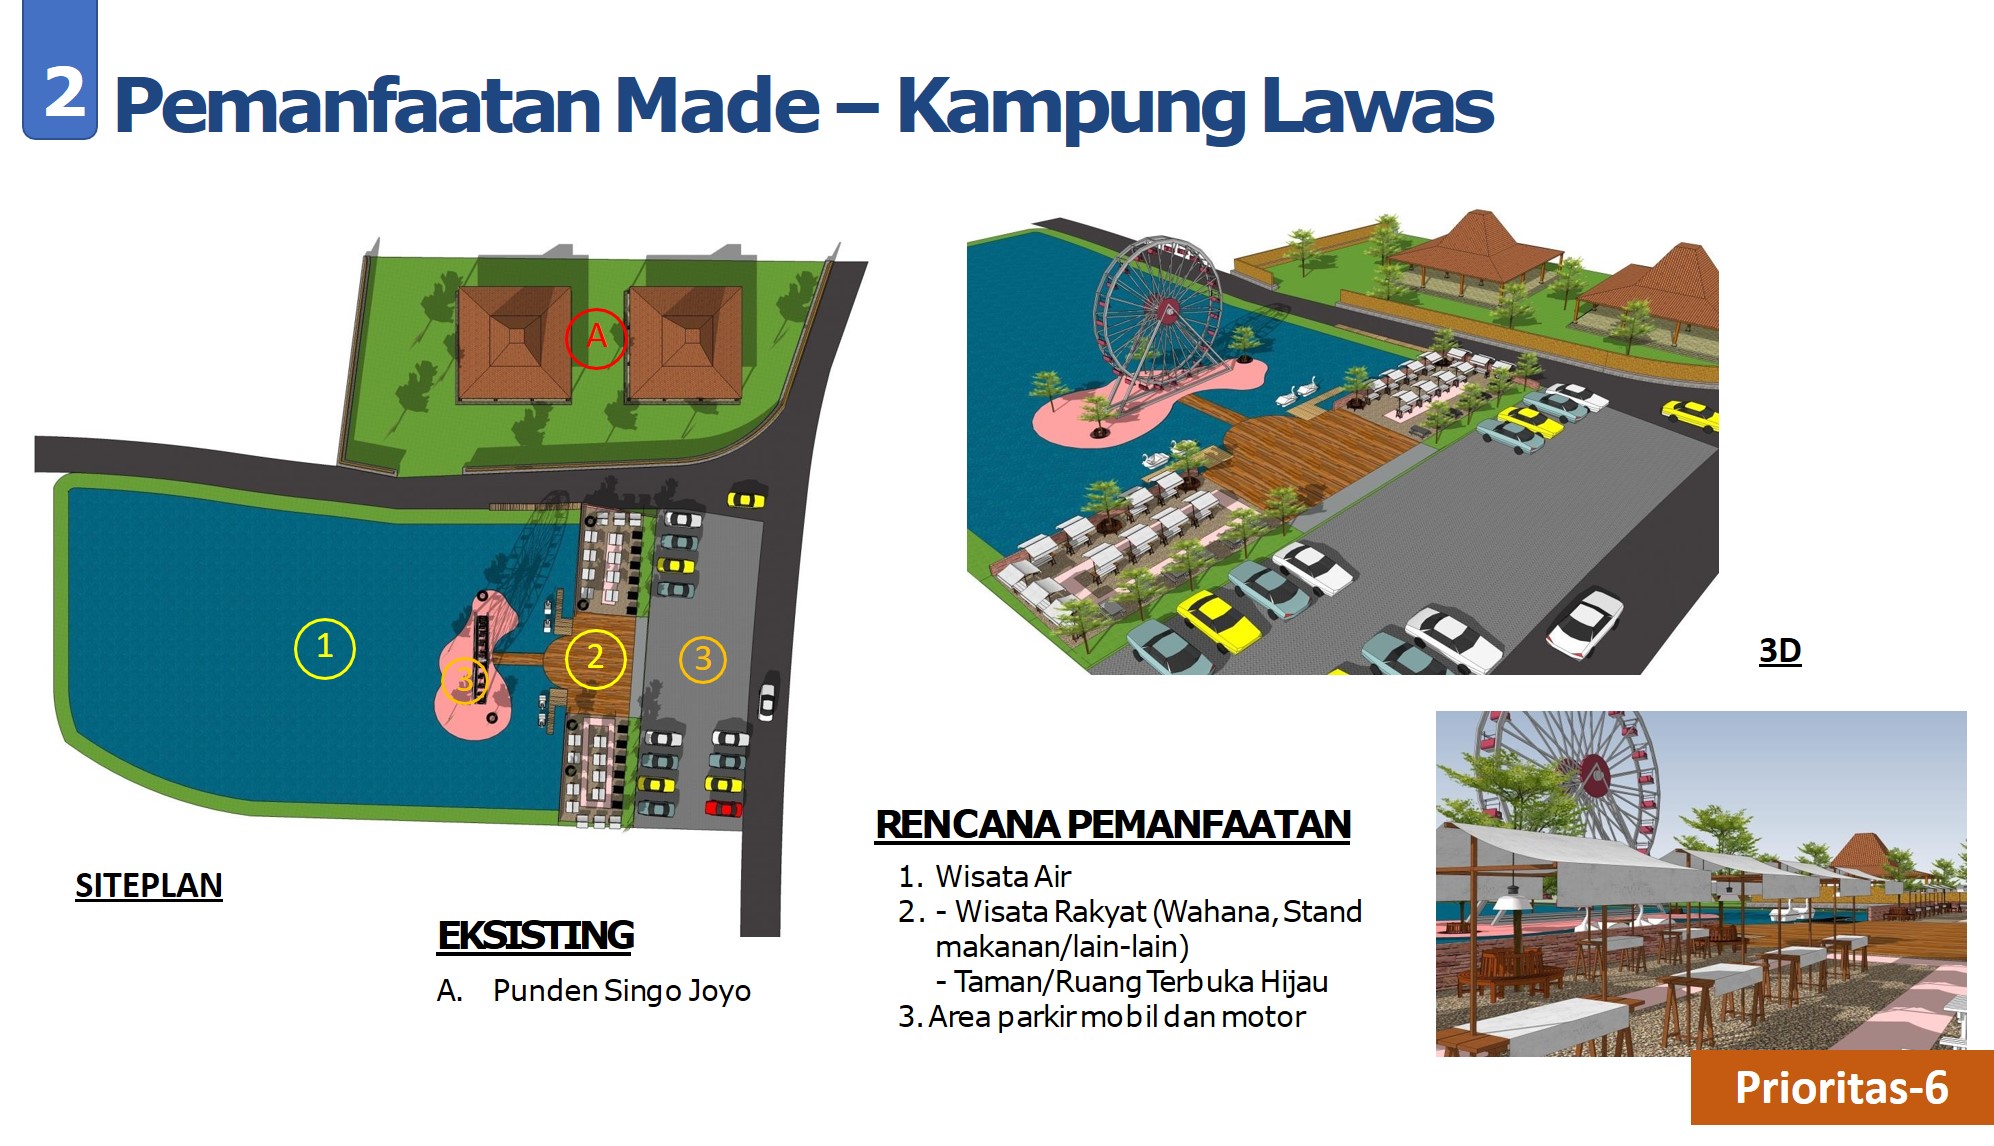 2
Pemanfaatan Made – Kampung Lawas
A
1
2
3
3
SITEPLAN
3D
EKSISTING
A. Punden Singo Joyo
RENCANA PEMANFAATAN
1. Wisata Air
2. - Wisata Rakyat (Wahana, Stand
makanan/lain-lain)
- Taman/Ruang Terbuka Hijau
3. Area parkir mobil dan motor
Prioritas-6